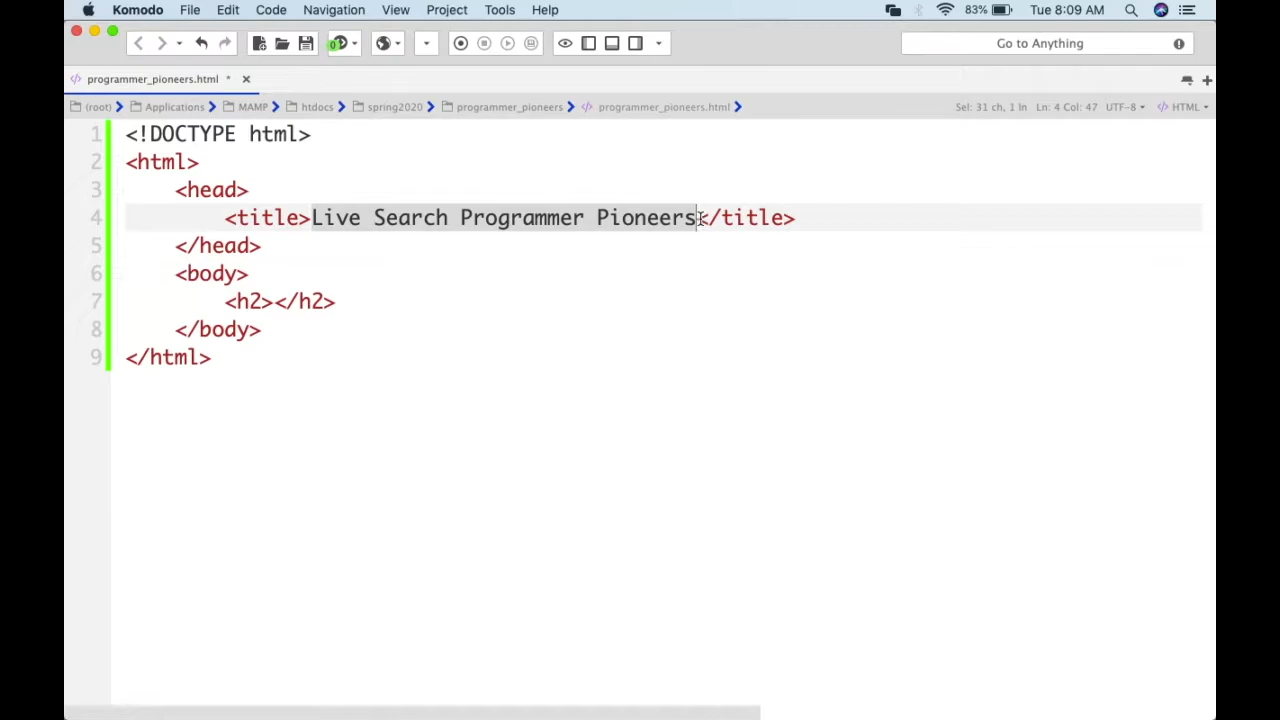 Komodo File Edit Code Navigation View Project Tools Help 83% Tue 8:09 AM
0 Go to Anything
programmer_pioneers.html *
(root) Applications MAMP htdocs spring2020 programmer_pioneers programmer_pioneers.html Sel: 31 ch, 1 ln Ln: 4 Col: 47 UTF-8 HTML
1 <!DOCTYPE html>
2 <html>
3 <head>
4 <title>Live Search Programmer Pioneers</title>
5 </head>
6 <body>
7 <h2></h2>
8 </body>
9 </html>